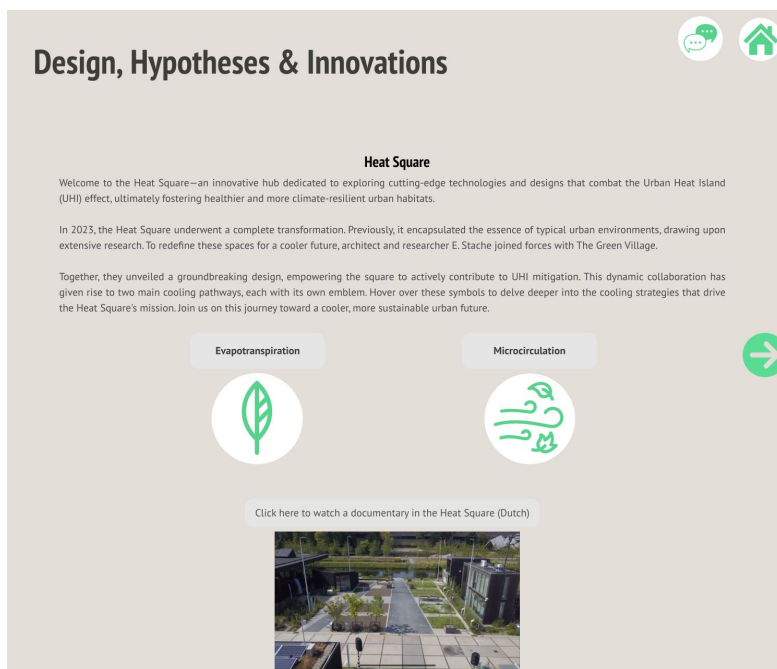 Design, Hypotheses & Innovations
Heat Square
Welcome to the Heat Square—an innovative hub dedicated to exploring cutting-edge technologies and designs that combat the Urban Heat Island
(UHI) effect, ultimately fostering healthier and more climate-resilient urban habitats.
In 2023, the Heat Square underwent a complete transformation. Previously, it encapsulated the essence of typical urban environments, drawing upon
extensive research. To redefine these spaces for a cooler future, architect and researcher E. Stache joined forces with The Green Village.
Together, they unveiled a groundbreaking design, empowering the square to actively contribute to UHI mitigation. This dynamic collaboration has
given rise to two main cooling pathways, each with its own emblem. Hover over these symbols to delve deeper into the cooling strategies that drive
the Heat Square's mission. Join us on this journey toward a cooler, more sustainable urban future.
Evapotranspiration
Microcirculation
Click here to watch a documentary in the Heat Square (Dutch)